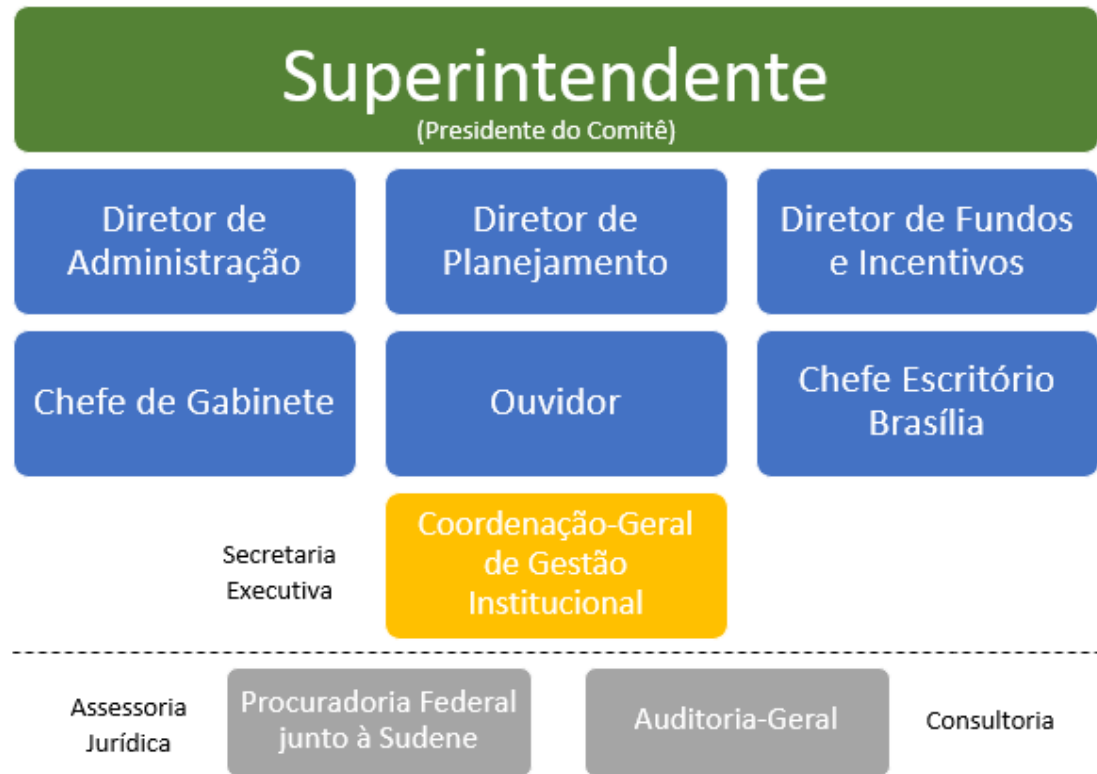 Superintendente
(Presidente do Comitê)
Diretor de
Administração
Diretor de
Planejamento
Diretor de Fundos
e Incentivos
Chefe de Gabinete
Ouvidor
Chefe Escritório
Brasília
Secretaria
Executiva
Coordenação-Geral
de Gestão
Institucional
Assessoria
Jurídica
Procuradoria Federal
junto à Sudene
Auditoria-Geral
Consultoria